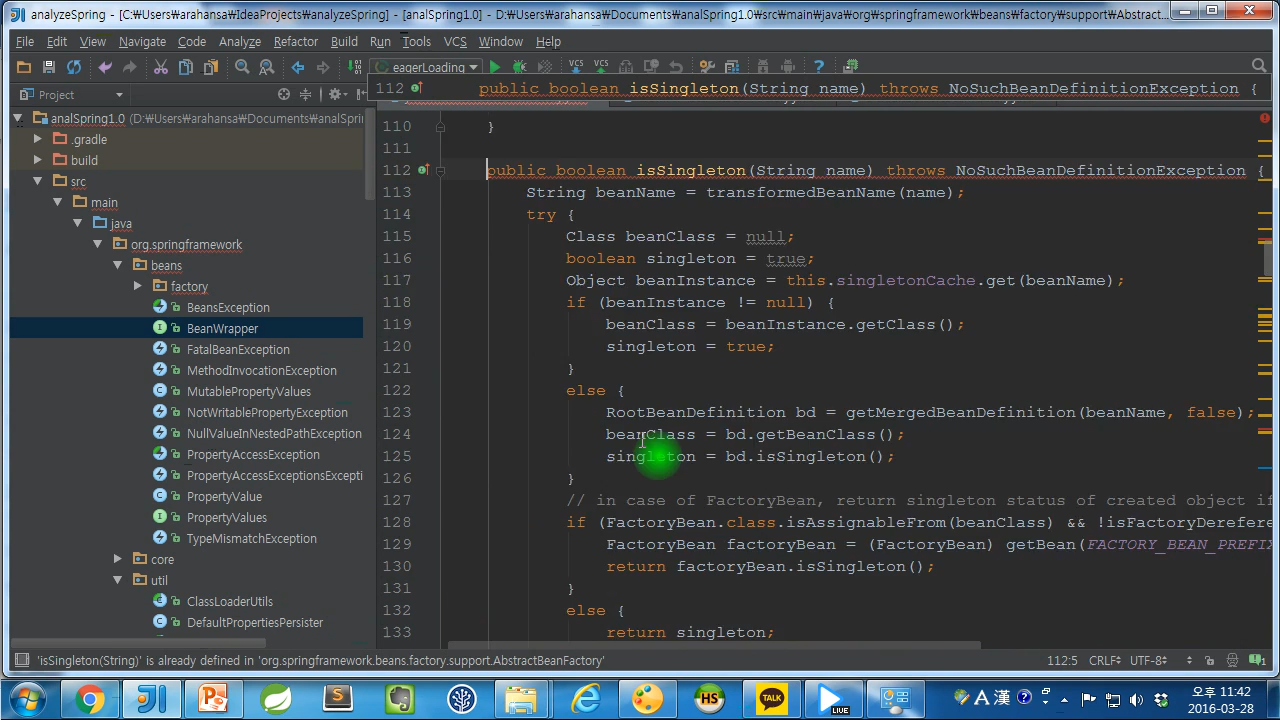 analyzeSpring - [C:₩Users₩arahansa₩IdeaProjects₩analyzeSpring] - [analSpring1.0] - D:₩Users₩arahansa₩Documents₩analSpring1.0₩src₩main₩java₩org₩springframework₩beans₩factory₩support₩Abstract...
File Edit View Navigate Code Analyze Refactor Build Run Tools VCS Window Help
eagerLoading VCS VCS
Project
112 public boolean isSingleton(String name) throws NoSuchBeanDefinitionException {
analSpring1.0 (D:₩Users₩arahansa₩Documents₩analSpri
.gradle
build
src
main
java
org.springframework
beans
factory
BeansException
BeanWrapper
FatalBeanException
MethodInvocationException
MutablePropertyValues
NotWritablePropertyException
NullValueInNestedPathException
PropertyAccessException
PropertyAccessExceptionsExcepti
PropertyValue
PropertyValues
TypeMismatchException
core
util
ClassLoaderUtils
DefaultPropertiesPersister
110 }
111
112 public boolean isSingleton(String name) throws NoSuchBeanDefinitionException {
113 String beanName = transformedBeanName(name);
114 try {
115 Class beanClass = null;
116 boolean singleton = true;
117 Object beanInstance = this.singletonCache.get(beanName);
118 if (beanInstance != null) {
119 beanClass = beanInstance.getClass();
120 singleton = true;
121 }
122 else {
123 RootBeanDefinition bd = getMergedBeanDefinition(beanName, false);
124 beanClass = bd.getBeanClass();
125 singleton = bd.isSingleton();
126 }
127 // in case of FactoryBean, return singleton status of created object if
128 if (FactoryBean.class.isAssignableFrom(beanClass) && !isFactoryDerefere
129 FactoryBean factoryBean = (FactoryBean) getBean(FACTORY_BEAN_PREFIX
130 return factoryBean.isSingleton();
131 }
132 else {
133 return singleton;
'isSingleton(String)' is already defined in 'org.springframework.beans.factory.support.AbstractBeanFactory' 112:5 CRLF UTF-8 1
HS TALK LIVE A 漢 오후 11:42
2016-03-28